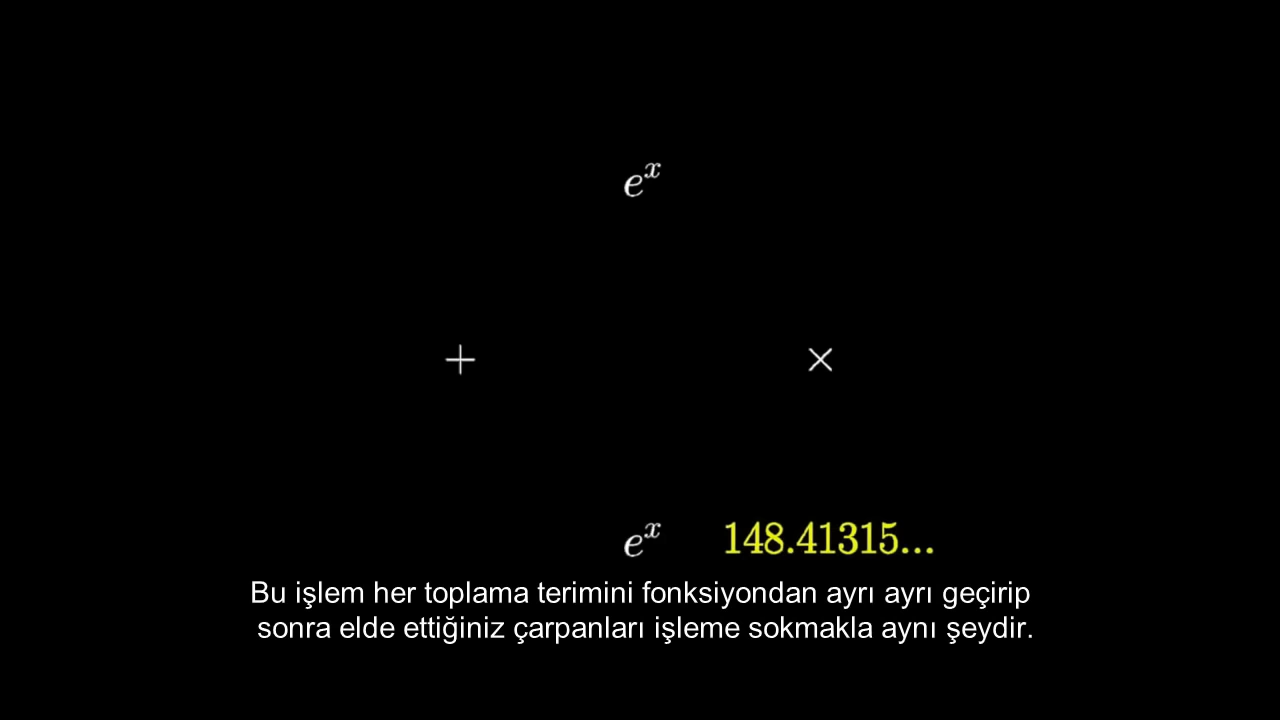 e^x
+ ×
e^x 148.41315...
Bu işlem her toplama terimini fonksiyondan ayrı ayrı geçirip
sonra elde ettiğiniz çarpanları işleme sokmakla aynı şeydir.